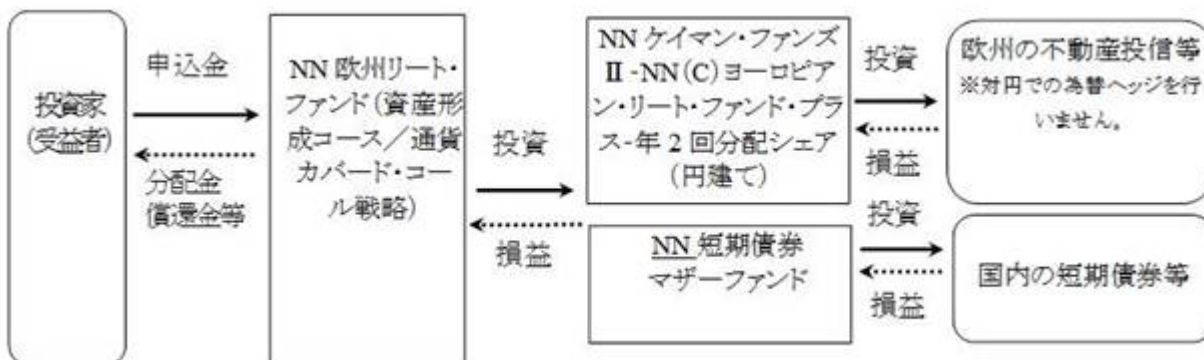 投資家
(受益者)
申込金
分配金
償還金等
NN 欧州リート・
ファンド（資産形
成コース／通貨
カバード・コー
ル戦略）
投資
損益
NN ケイマン・ファンズ
Ⅱ-NN(C)ヨーロピア
ン・リート・ファンド・プラ
ス-年 2 回分配シェア
（円建て）
NN 短期債券
マザーファンド
投資
損益
投資
損益
欧州の不動産投信等
※対円での為替ヘッジを行
いません。
国内の短期債券等